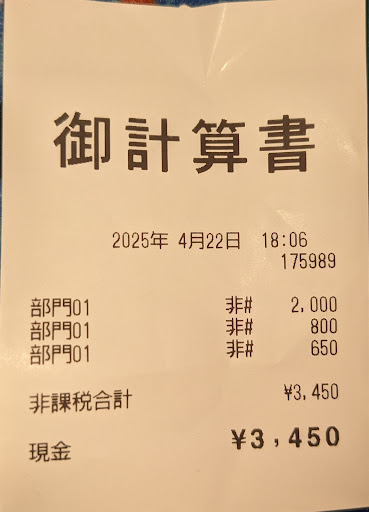 御計算書
2025年 4月22日 18:06
175989
部門01 非# 2,000
部門01 非# 800
部門01 非# 650
非課税合計 ¥3,450
現金 ¥3,450